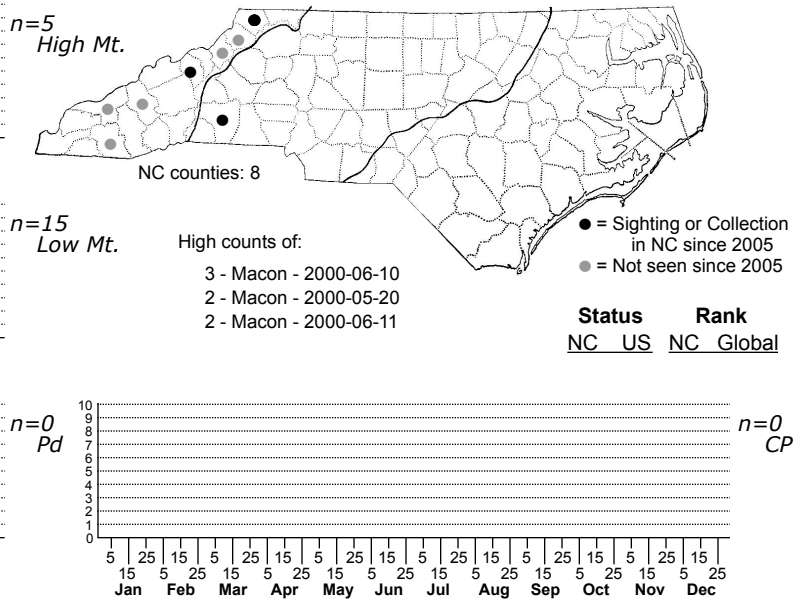 n=5
High Mt.
NC counties: 8
n=15
Low Mt.
High counts of:
3 - Macon - 2000-06-10
2 - Macon - 2000-05-20
2 - Macon - 2000-06-11
= Sighting or Collection
in NC since 2005
= Not seen since 2005
Status Rank
NC US NC Global
n=0
Pd
n=0
CP
10
9
8
7
6
5
4
3
2
1
0
5 25 15 5 25 15 5 25 15 5 25 15 5 25 15 5 25 15
15 5 25 15 5 25 15 5 25 15 5 25 15 5 25 15 5 25
Jan Feb Mar Apr May Jun Jul Aug Sep Oct Nov Dec